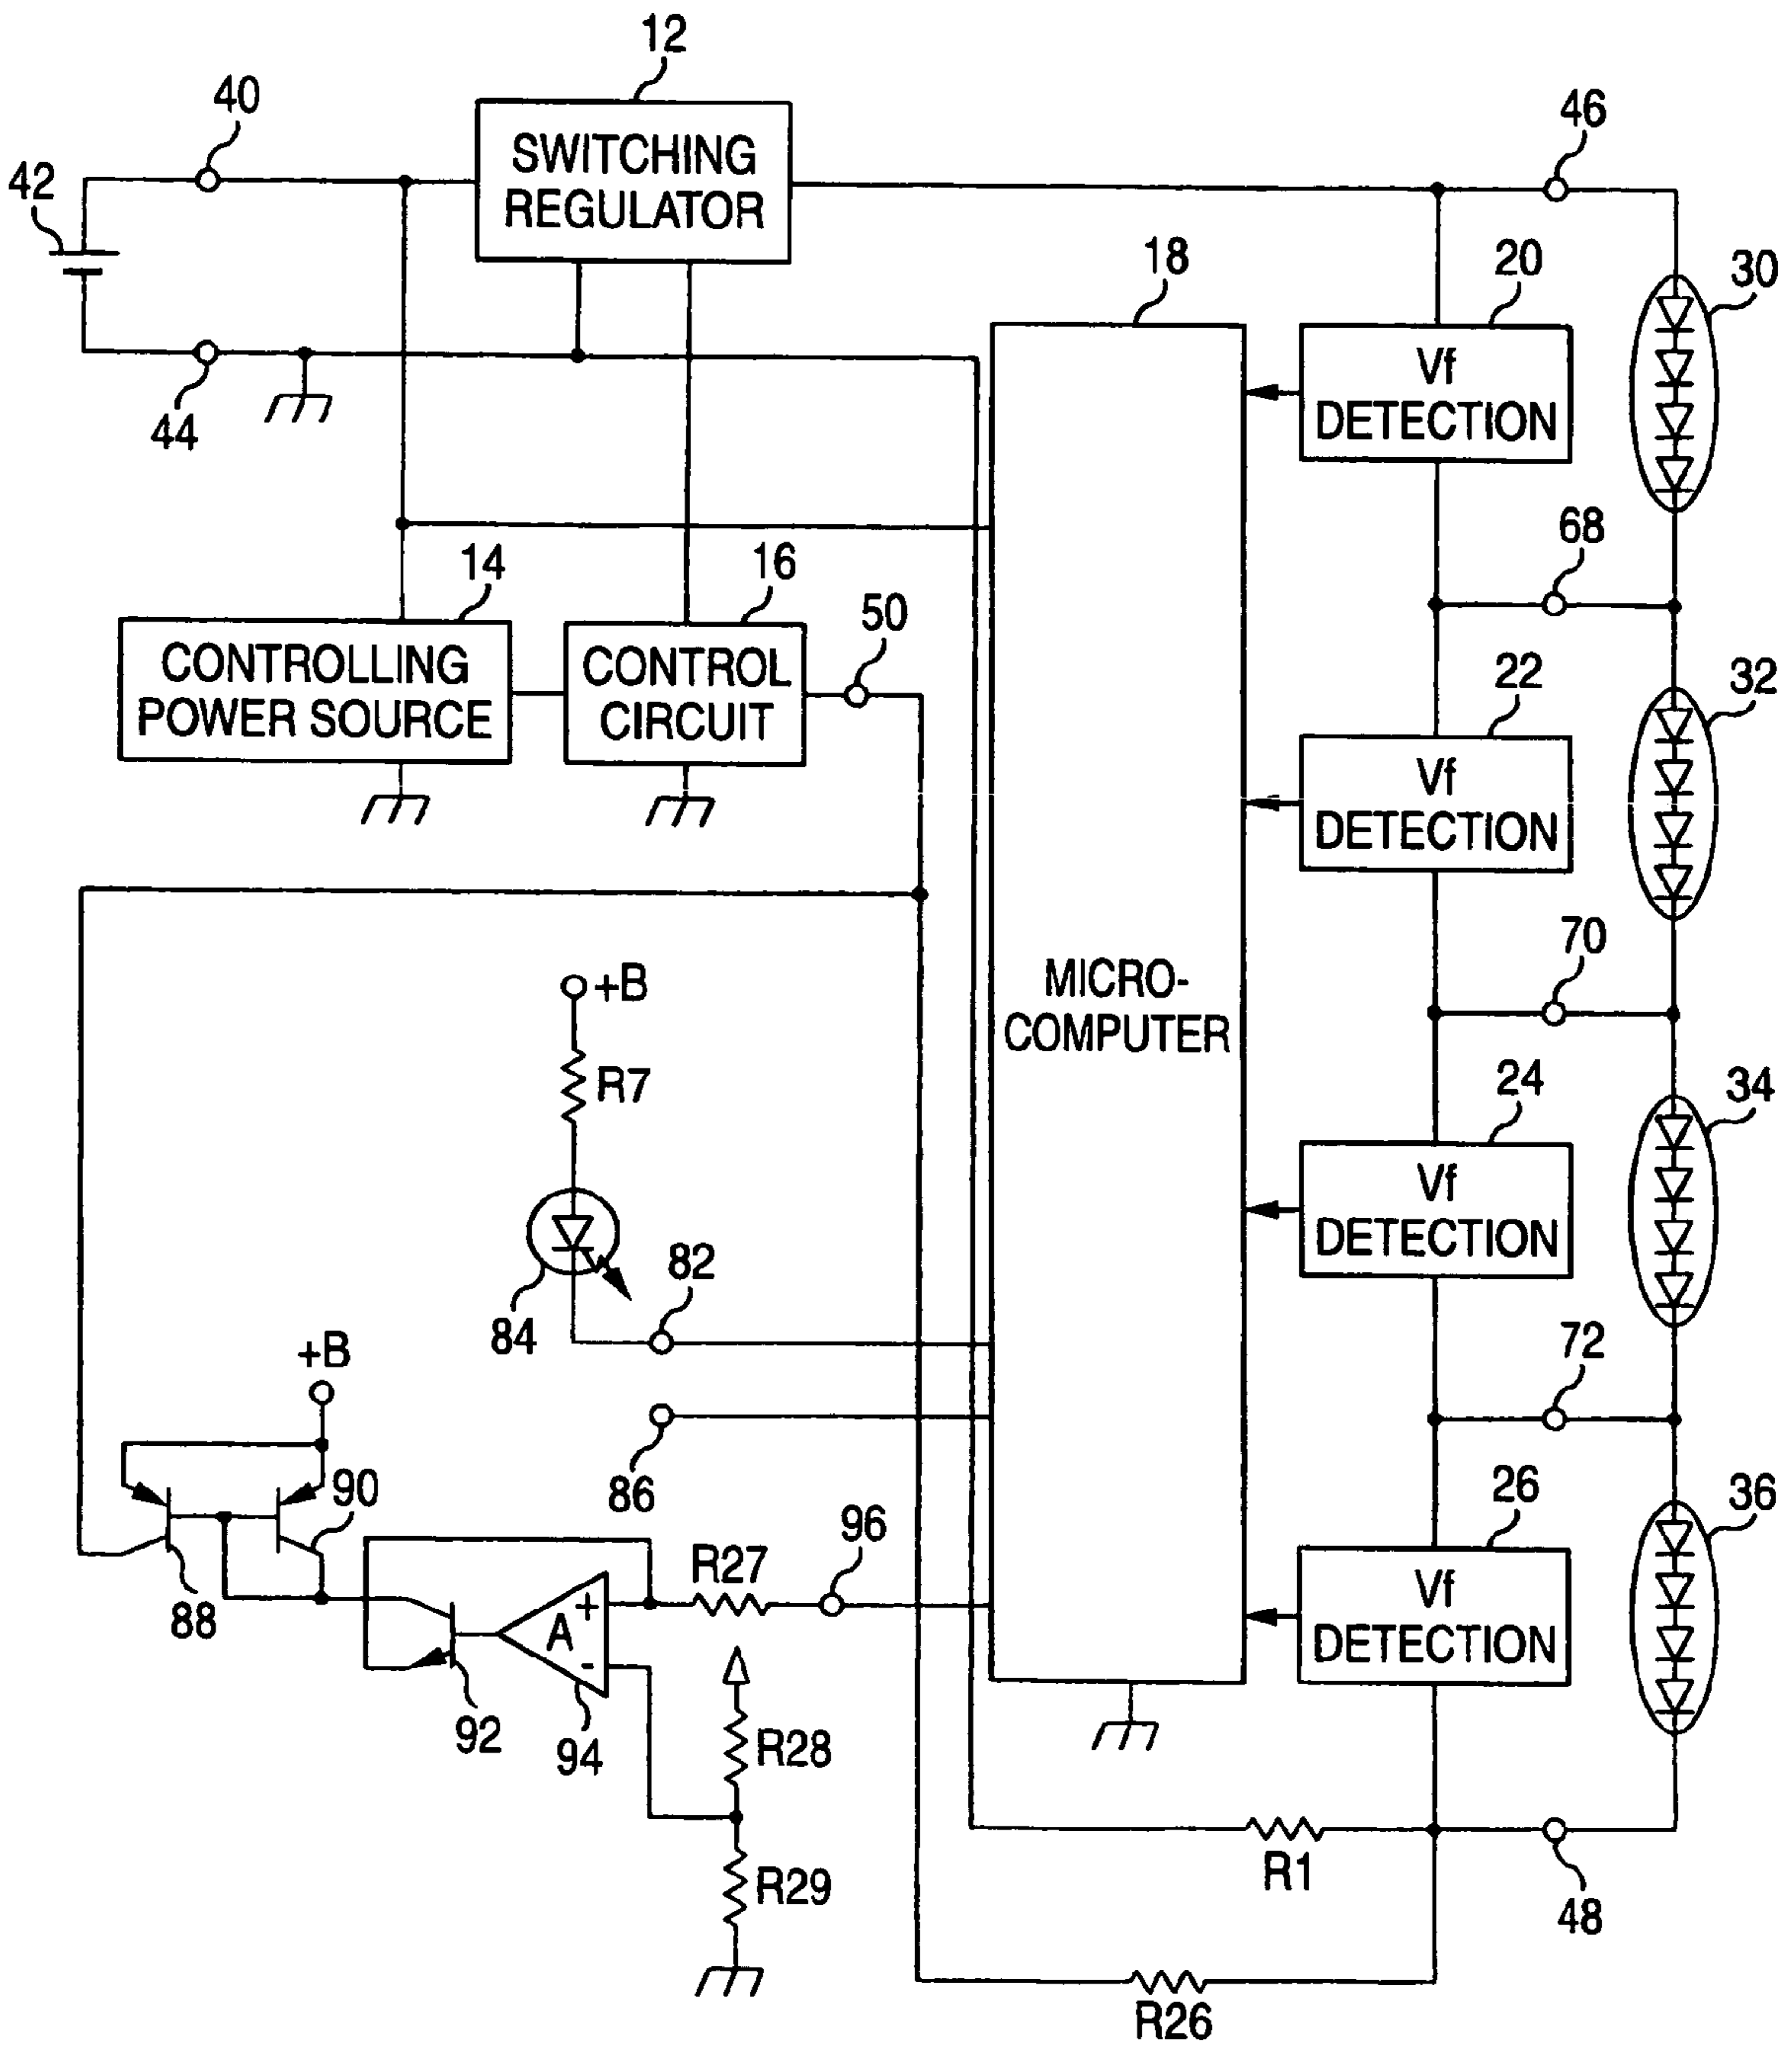 12
40
46
42
SWITCHING
REGULATOR
18
20
30
Vf
DETECTION
44
68
14
16
50
CONTROLLING
POWER SOURCE
CONTROL
CIRCUIT
22
32
Vf
DETECTION
70
+B
MICRO-
COMPUTER
R7
24
34
Vf
DETECTION
82
84
72
+B
86
26
36
90
96
R27
Vf
DETECTION
88
A
+
-
92
94
R28
R1
R29
48
R26